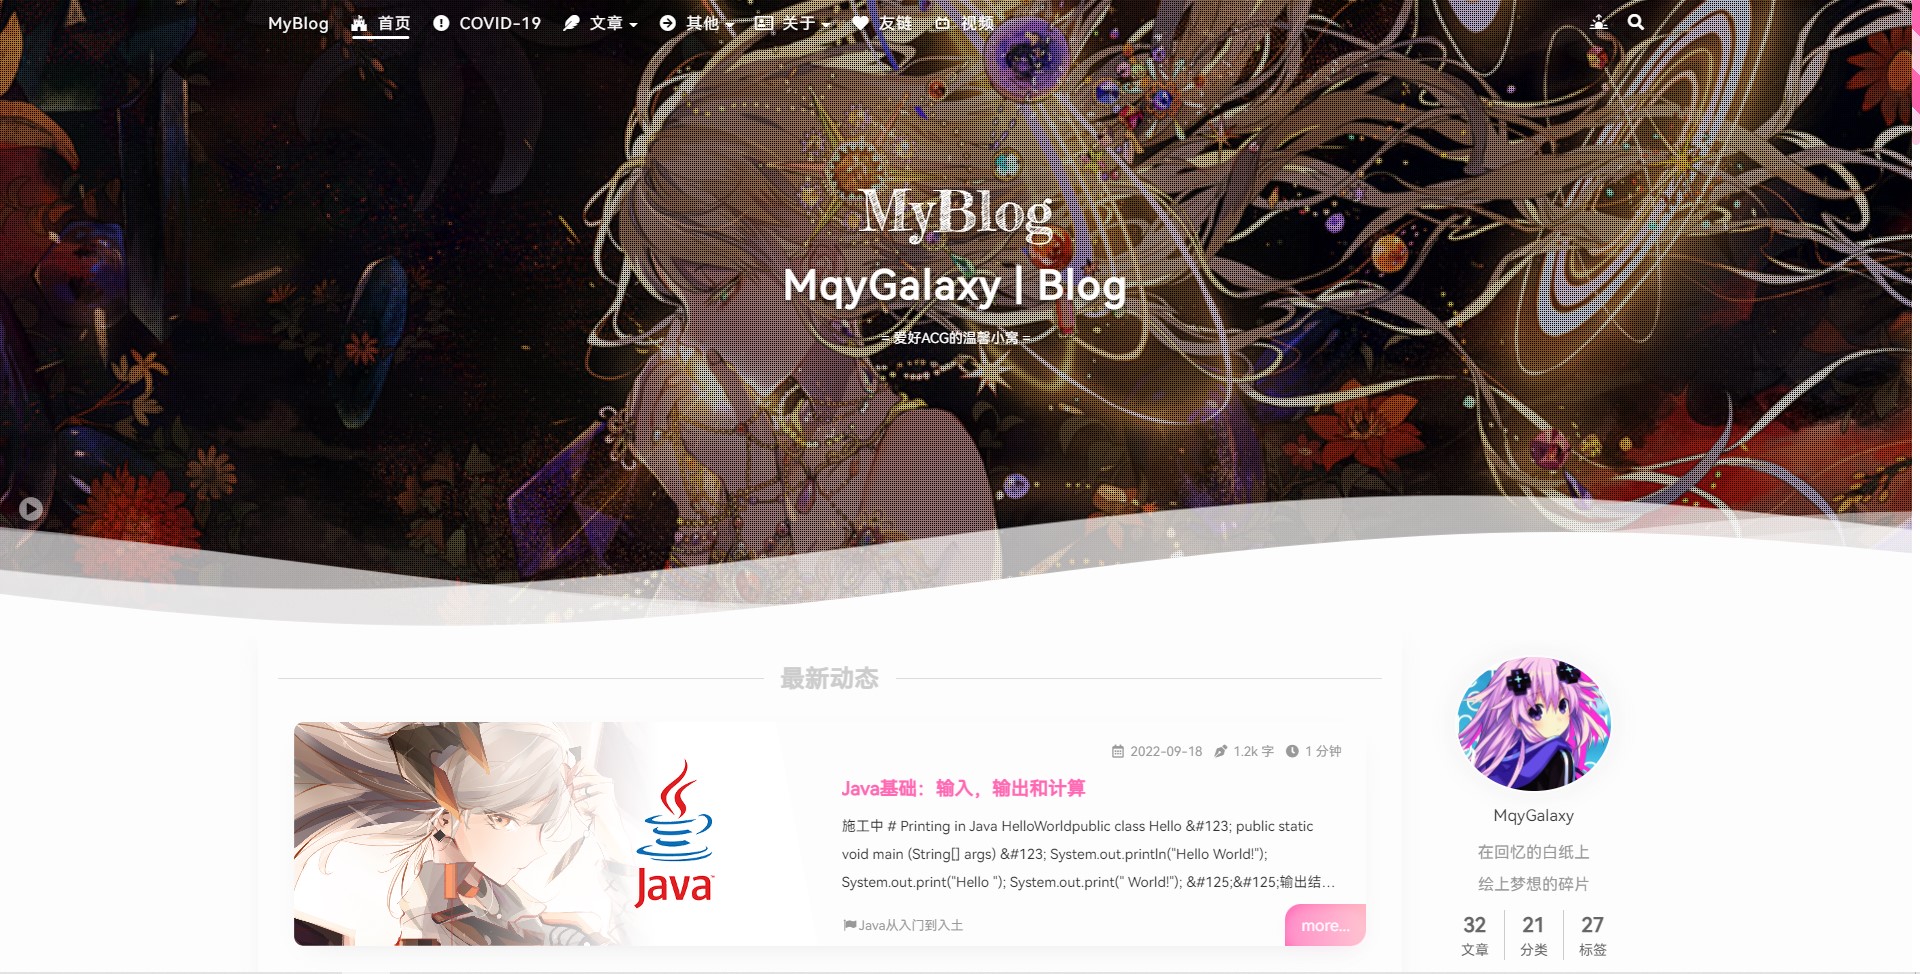 MyBlog 首页 COVID-19 文章 其他 关于 友链 视频
MyBlog
MqyGalaxy | Blog
= 爱好ACG的温馨小窝 =
最新动态
2022-09-18 1.2k 字 1 分钟
Java基础：输入，输出和计算
施工中 # Printing in Java HelloWorldpublic class Hello &#123; public static
void main (String[] args) &#123; System.out.println("Hello World!");
System.out.print("Hello "); System.out.print(" World!"); &#125;&#125;输出结...
Java从入门到入土
more...
Java
MqyGalaxy
在回忆的白纸上
绘上梦想的碎片
32 21 27
文章 分类 标签